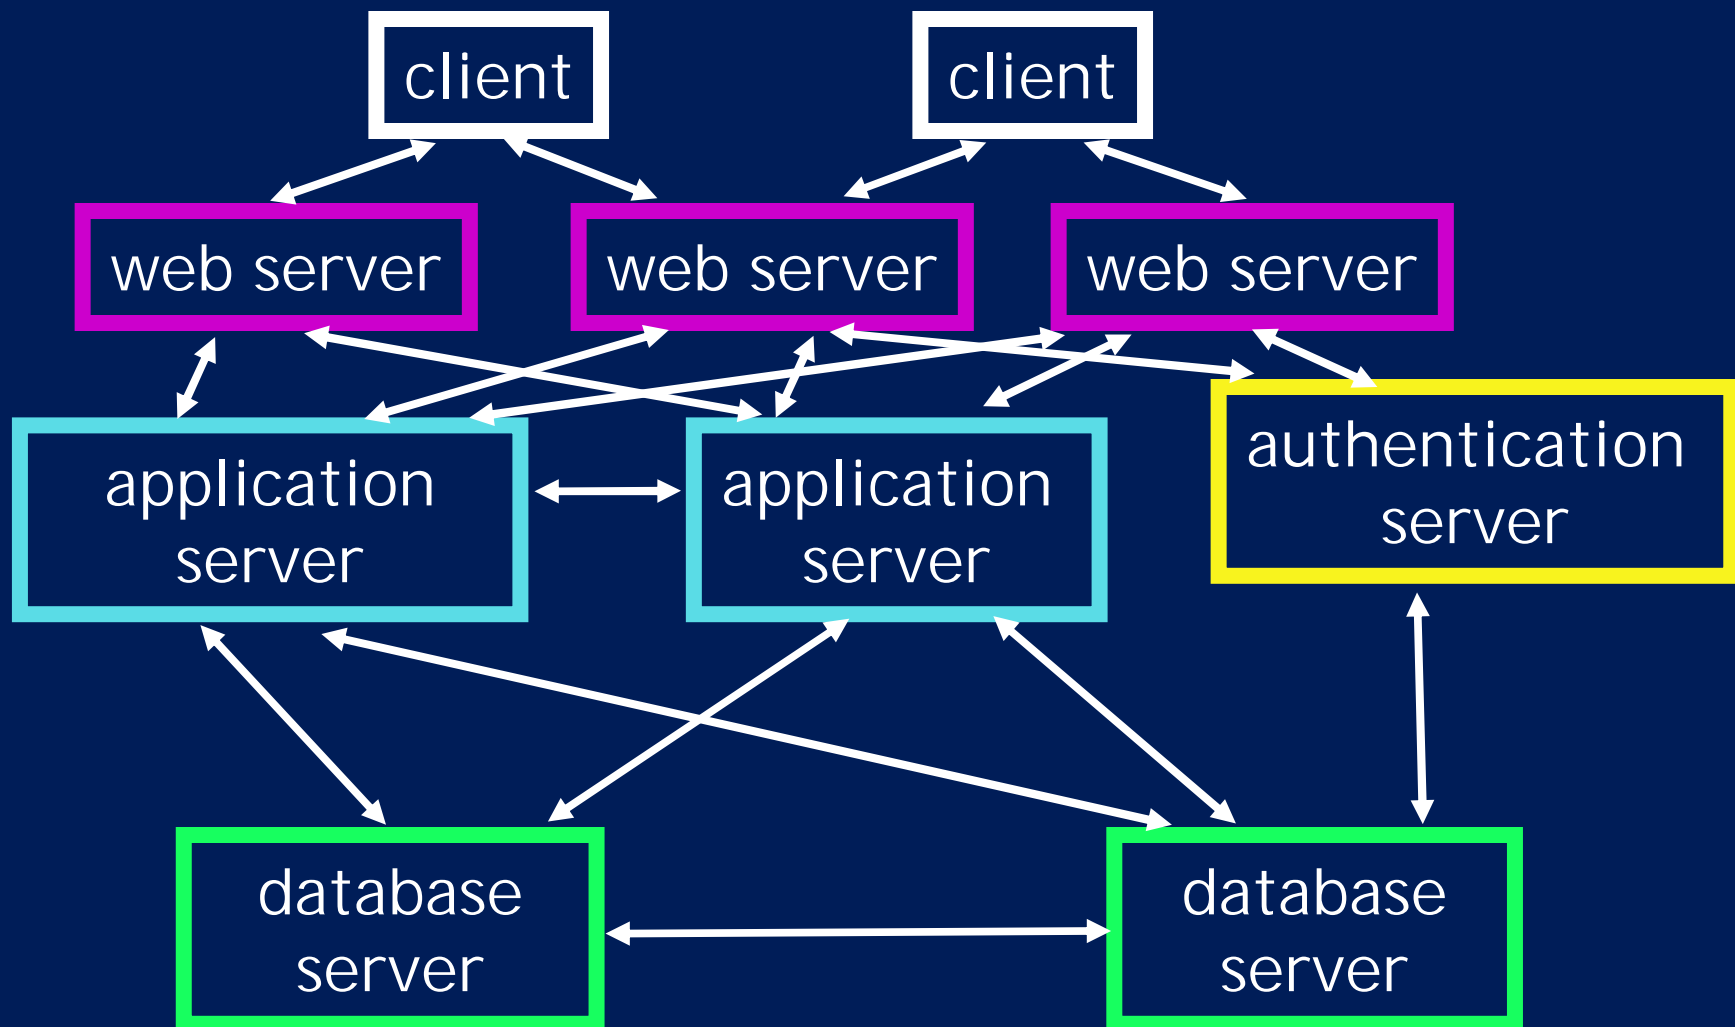 client
client
web server
web server
web server
application
server
application
server
authentication
server
database
server
database
server